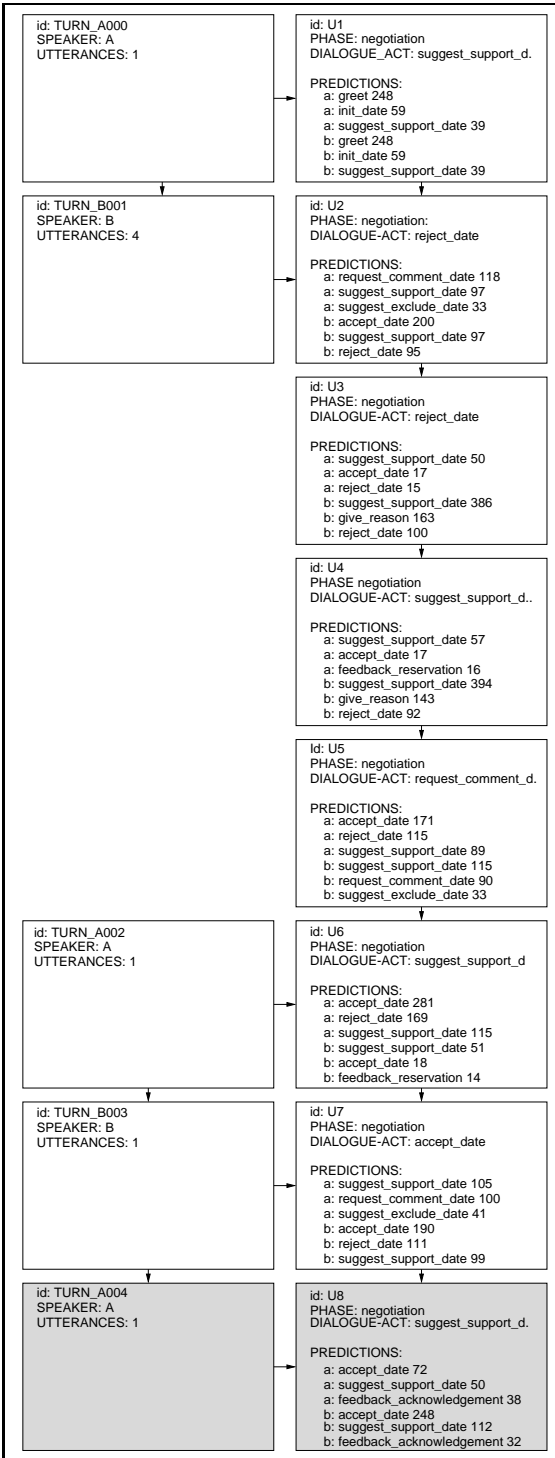 id: TURN_A000
SPEAKER: A
UTTERANCES: 1
id: U1
PHASE: negotiation
DIALOGUE_ACT: suggest_support_d.
PREDICTIONS:
a: greet 248
a: init_date 59
a: suggest_support_date 39
b: greet 248
b: init_date 59
b: suggest_support_date 39
id: TURN_B001
SPEAKER: B
UTTERANCES: 4
id: U2
PHASE: negotiation:
DIALOGUE-ACT: reject_date
PREDICTIONS:
a: request_comment_date 118
a: suggest_support_date 97
a: suggest_exclude_date 33
b: accept_date 200
b: suggest_support_date 97
b: reject_date 95
id: U3
PHASE: negotiation
DIALOGUE-ACT: reject_date
PREDICTIONS:
a: suggest_support_date 50
a: accept_date 17
a: reject_date 15
b: suggest_support_date 386
b: give_reason 163
b: reject_date 100
id: U4
PHASE negotiation
DIALOGUE-ACT: suggest_support_d..
PREDICTIONS:
a: suggest_support_date 57
a: accept_date 17
a: feedback_reservation 16
b: suggest_support_date 394
b: give_reason 143
b: reject_date 92
Id: U5
PHASE: negotiation
DIALOGUE-ACT: request_comment_d.
PREDICTIONS:
a: accept_date 171
a: reject_date 115
a: suggest_support_date 89
b: suggest_support_date 115
b: request_comment_date 90
b: suggest_exclude_date 33
id: TURN_A002
SPEAKER: A
UTTERANCES: 1
id: U6
PHASE: negotiation
DIALOGUE-ACT: suggest_support_d
PREDICTIONS:
a: accept_date 281
a: reject_date 169
a: suggest_support_date 115
b: suggest_support_date 51
b: accept_date 18
b: feedback_reservation 14
id: TURN_B003
SPEAKER: B
UTTERANCES: 1
id: U7
PHASE: negotiation
DIALOGUE-ACT: accept_date
PREDICTIONS:
a: suggest_support_date 105
a: request_comment_date 100
a: suggest_exclude_date 41
b: accept_date 190
b: reject_date 111
b: suggest_support_date 99
id: TURN_A004
SPEAKER: A
UTTERANCES: 1
id: U8
PHASE: negotiation
DIALOGUE-ACT: suggest_support_d.
PREDICTIONS:
a: accept_date 72
a: suggest_support_date 50
a: feedback_acknowledgement 38
b: accept_date 248
b: suggest_support_date 112
b: feedback_acknowledgement 32